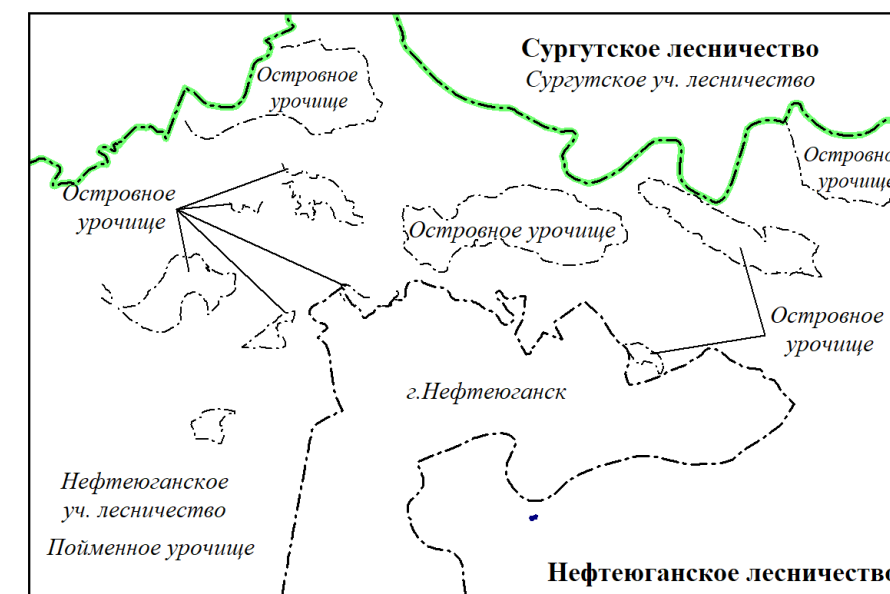 Сургутское лесничество
Сургутское уч. лесничество
Островное
урочище
Островно
урочище
Островное
урочище
Островное урочище
Островное
урочище
г.Нефтеюганск
Нефтеюганское
уч. лесничество
Пойменное урочище
Нефтеюганское лесничество